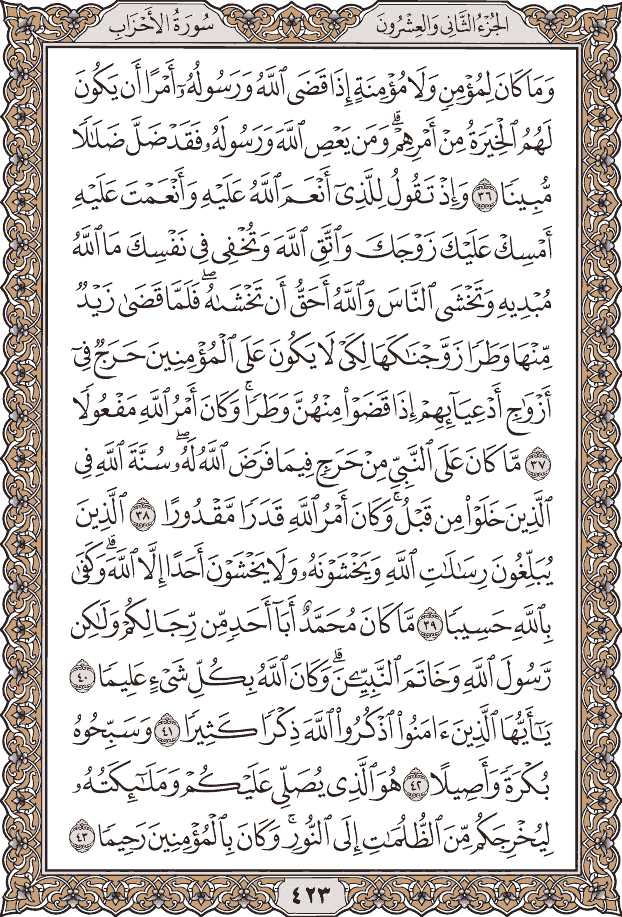 الجزء الثاني والعشرون
سورة الأحزاب
وَمَا كَانَ لِمُؤْمِنٍ وَلَا مُؤْمِنَةٍ إِذَا قَضَى ٱللَّهُ وَرَسُولُهُۥٓ أَمْرًا أَن يَكُونَ
لَهُمُ ٱلْخِيَرَةُ مِنْ أَمْرِهِمْۗ وَمَن يَعْصِ ٱللَّهَ وَرَسُولَهُۥ فَقَدْ ضَلَّ ضَلَٰلًا
مُّبِينًا ٣٦ وَإِذْ تَقُولُ لِلَّذِىٓ أَنْعَمَ ٱللَّهُ عَلَيْهِ وَأَنْعَمْتَ عَلَيْهِ
أَمْسِكْ عَلَيْكَ زَوْجَكَ وَٱتَّقِ ٱللَّهَ وَتُخْفِى فِى نَفْسِكَ مَا ٱللَّهُ
مُبْدِيهِ وَتَخْشَى ٱلنَّاسَ وَٱللَّهُ أَحَقُّ أَن تَخْشَىٰهُۖ فَلَمَّا قَضَىٰ زَيْدٌ
مِّنْهَا وَطَرًا زَوَّجْنَٰكَهَا لِكَىْ لَا يَكُونَ عَلَى ٱلْمُؤْمِنِينَ حَرَجٌ فِىٓ
أَزْوَٰجِ أَدْعِيَآئِهِمْ إِذَا قَضَوْا۟ مِنْهُنَّ وَطَرًاۚ وَكَانَ أَمْرُ ٱللَّهِ مَفْعُولًا
٣٧ مَّا كَانَ عَلَى ٱلنَّبِىِّ مِنْ حَرَجٍ فِيمَا فَرَضَ ٱللَّهُ لَهُۥۖ سُنَّةَ ٱللَّهِ فِى
ٱلَّذِينَ خَلَوْا۟ مِن قَبْلُۚ وَكَانَ أَمْرُ ٱللَّهِ قَدَرًا مَّقْدُورًا ٣٨ ٱلَّذِينَ
يُبَلِّغُونَ رِسَٰلَٰتِ ٱللَّهِ وَيَخْشَوْنَهُۥ وَلَا يَخْشَوْنَ أَحَدًا إِلَّا ٱللَّهَۗ وَكَفَىٰ
بِٱللَّهِ حَسِيبًا ٣٩ مَّا كَانَ مُحَمَّدٌ أَبَآ أَحَدٍ مِّن رِّجَالِكُمْ وَلَٰكِن
رَّسُولَ ٱللَّهِ وَخَاتَمَ ٱلنَّبِيِّـۧنَۗ وَكَانَ ٱللَّهُ بِكُلِّ شَىْءٍ عَلِيمًا ٤٠
يَٰٓأَيُّهَا ٱلَّذِينَ ءَامَنُوا۟ ٱذْكُرُوا۟ ٱللَّهَ ذِكْرًا كَثِيرًا ٤١ وَسَبِّحُوهُ
بُكْرَةً وَأَصِيلًا ٤٢ هُوَ ٱلَّذِى يُصَلِّى عَلَيْكُمْ وَمَلَٰٓئِكَتُهُۥ
لِيُخْرِجَكُم مِّنَ ٱلظُّلُمَٰتِ إِلَى ٱلنُّورِۚ وَكَانَ بِٱلْمُؤْمِنِينَ رَحِيمًا ٤٣
٤٢٣